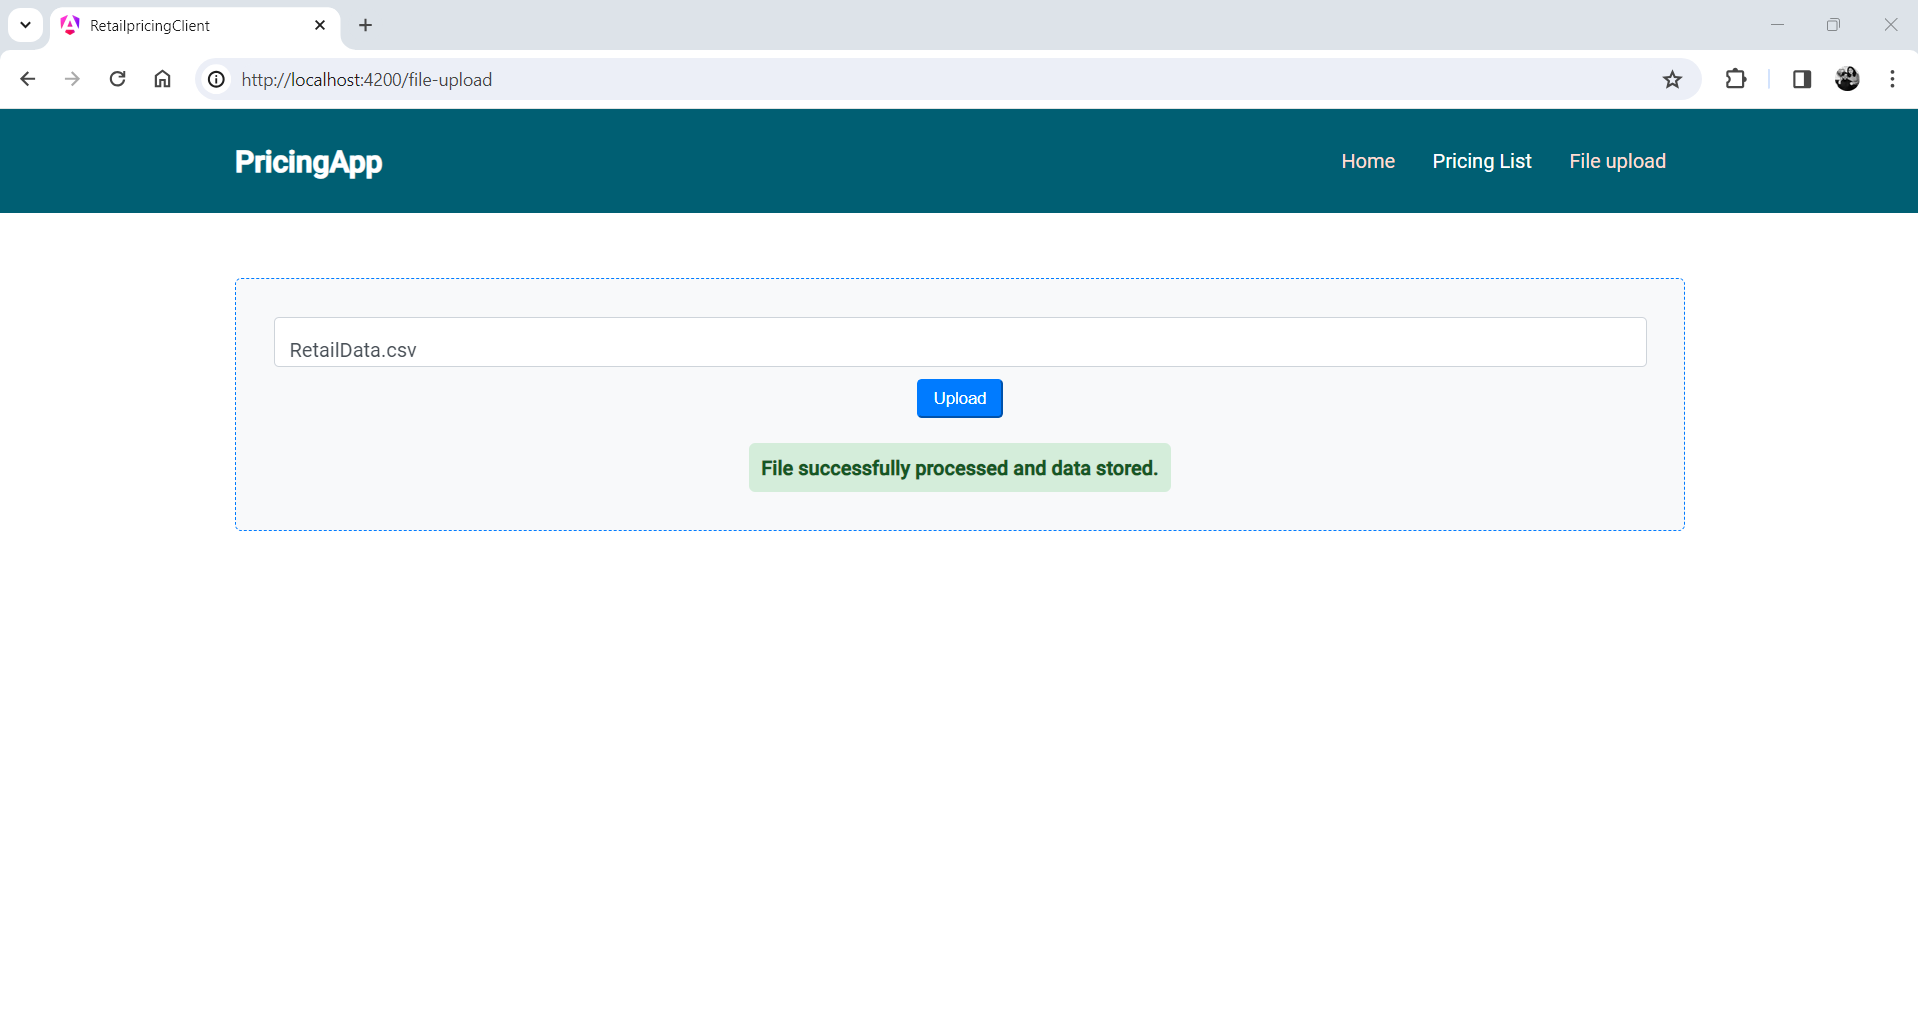 RetailpricingClient
http://localhost:4200/file-upload
PricingApp
Home Pricing List File upload
RetailData.csv
Upload
File successfully processed and data stored.